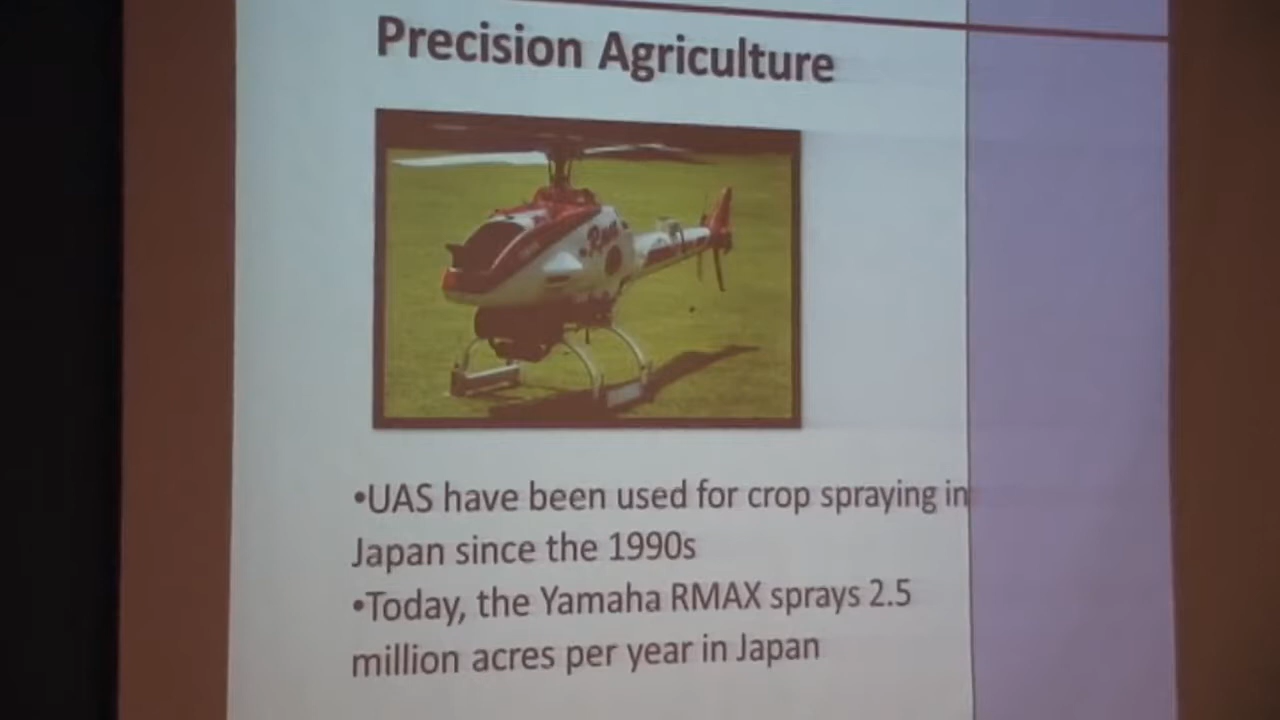 Precision Agriculture
•UAS have been used for crop spraying in
Japan since the 1990s
•Today, the Yamaha RMAX sprays 2.5
million acres per year in Japan